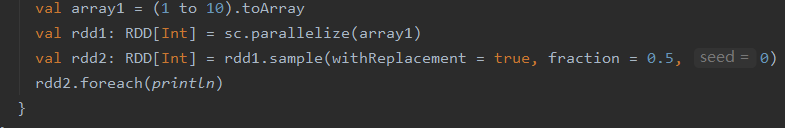 val array1 = (1 to 10).toArray
val rdd1: RDD[Int] = sc.parallelize(array1)
val rdd2: RDD[Int] = rdd1.sample(withReplacement = true, fraction = 0.5, seed = 0)
rdd2.foreach(println)
}